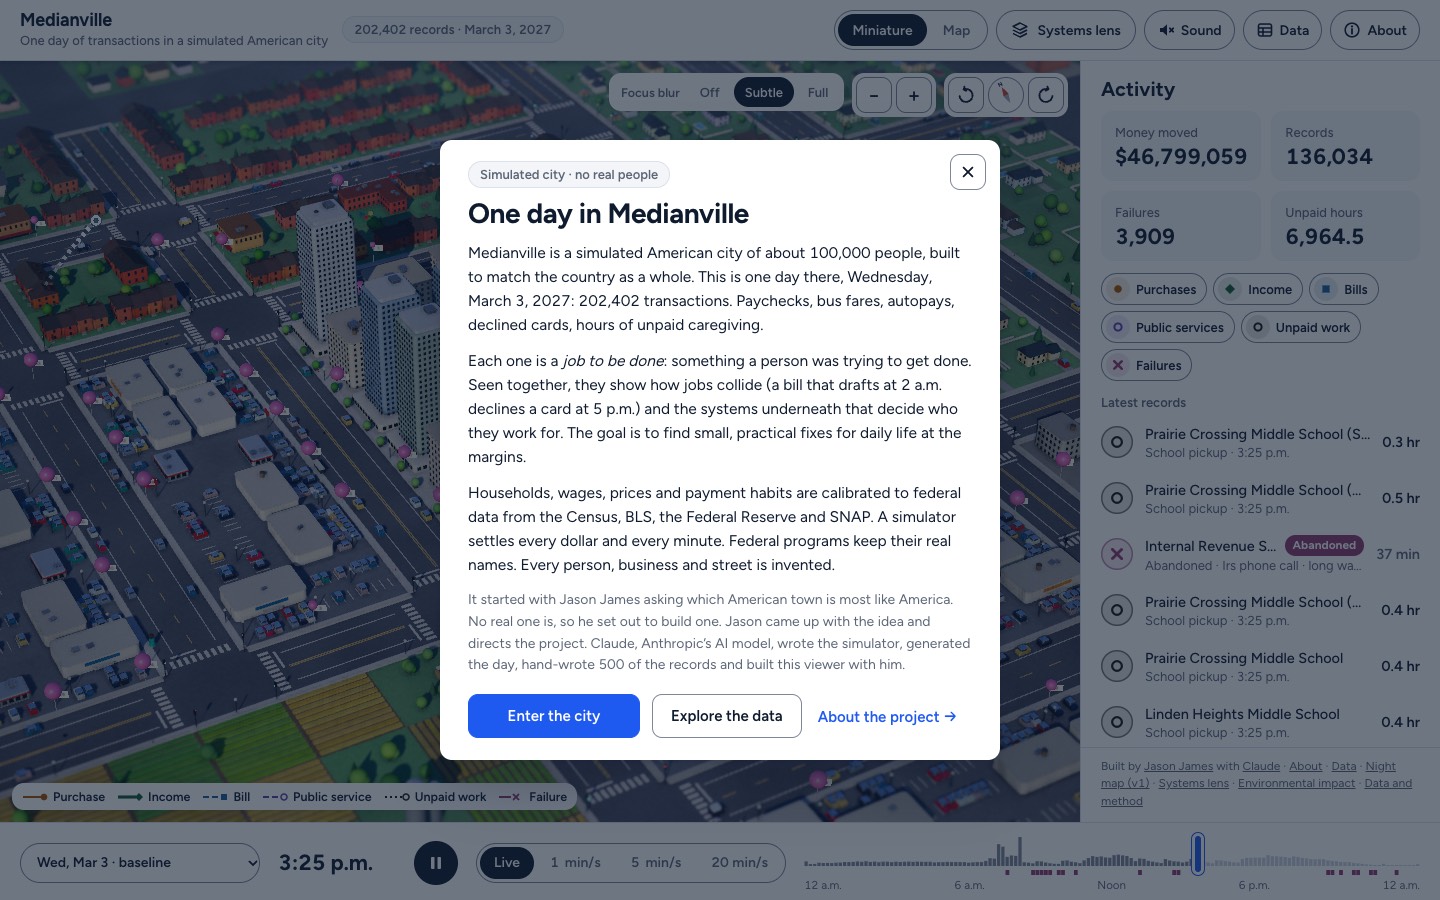 Medianville
One day of transactions in a simulated American city
202,402 records · March 3, 2027
Miniature
Map
Systems lens
Sound
Data
About
Focus blur
Off
Subtle
Full
Simulated city · no real people
One day in Medianville
Medianville is a simulated American city of about 100,000 people, built
to match the country as a whole. This is one day there, Wednesday,
March 3, 2027: 202,402 transactions. Paychecks, bus fares, autopays,
declined cards, hours of unpaid caregiving.
Each one is a job to be done: something a person was trying to get done.
Seen together, they show how jobs collide (a bill that drafts at 2 a.m.
declines a card at 5 p.m.) and the systems underneath that decide who
they work for. The goal is to find small, practical fixes for daily life at the
margins.
Households, wages, prices and payment habits are calibrated to federal
data from the Census, BLS, the Federal Reserve and SNAP. A simulator
settles every dollar and every minute. Federal programs keep their real
names. Every person, business and street is invented.
It started with Jason James asking which American town is most like America.
No real one is, so he set out to build one. Jason came up with the idea and
directs the project. Claude, Anthropic's AI model, wrote the simulator, generated
the day, hand-wrote 500 of the records and built this viewer with him.
Enter the city
Explore the data
About the project →
Activity
Money moved
$46,799,059
Records
136,034
Failures
3,909
Unpaid hours
6,964.5
Purchases
Income
Bills
Public services
Unpaid work
Failures
Latest records
Prairie Crossing Middle School (S... 0.3 hr
School pickup · 3:25 p.m.
Prairie Crossing Middle School (... 0.5 hr
School pickup · 3:25 p.m.
Internal Revenue S... Abandoned 37 min
Abandoned · Irs phone call · long wa...
Prairie Crossing Middle School (... 0.4 hr
School pickup · 3:25 p.m.
Prairie Crossing Middle School 0.4 hr
School pickup · 3:25 p.m.
Linden Heights Middle School 0.4 hr
School pickup · 3:25 p.m.
Built by Jason James with Claude · About · Data · Night
map (v1) · Systems lens · Environmental impact · Data and
method
Purchase
Income
Bill
Public service
Unpaid work
Failure
Wed, Mar 3 · baseline
3:25 p.m.
Live
1 min/s
5 min/s
20 min/s
12 a.m.
6 a.m.
Noon
6 p.m.
12 a.m.